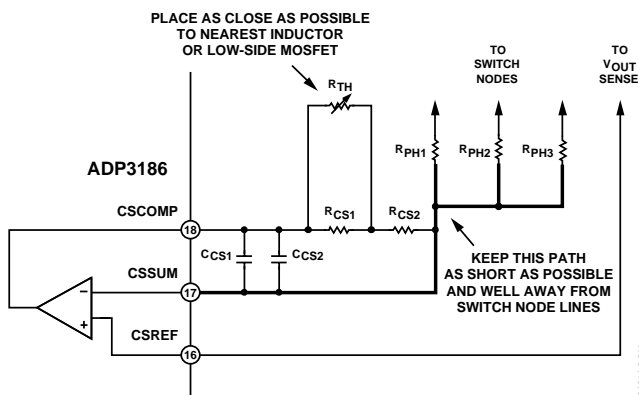 PLACE AS CLOSE AS POSSIBLE
TO NEAREST INDUCTOR
OR LOW-SIDE MOSFET
TO
SWITCH
NODES
TO
VOUT
SENSE
RTH
RPH1
RPH2
RPH3
ADP3186
CSCOMP
18
RCS1
RCS2
CCS1
CCS2
KEEP THIS PATH
AS SHORT AS POSSIBLE
AND WELL AWAY FROM
SWITCH NODE LINES
CSSUM
17
–
+
CSREF
16